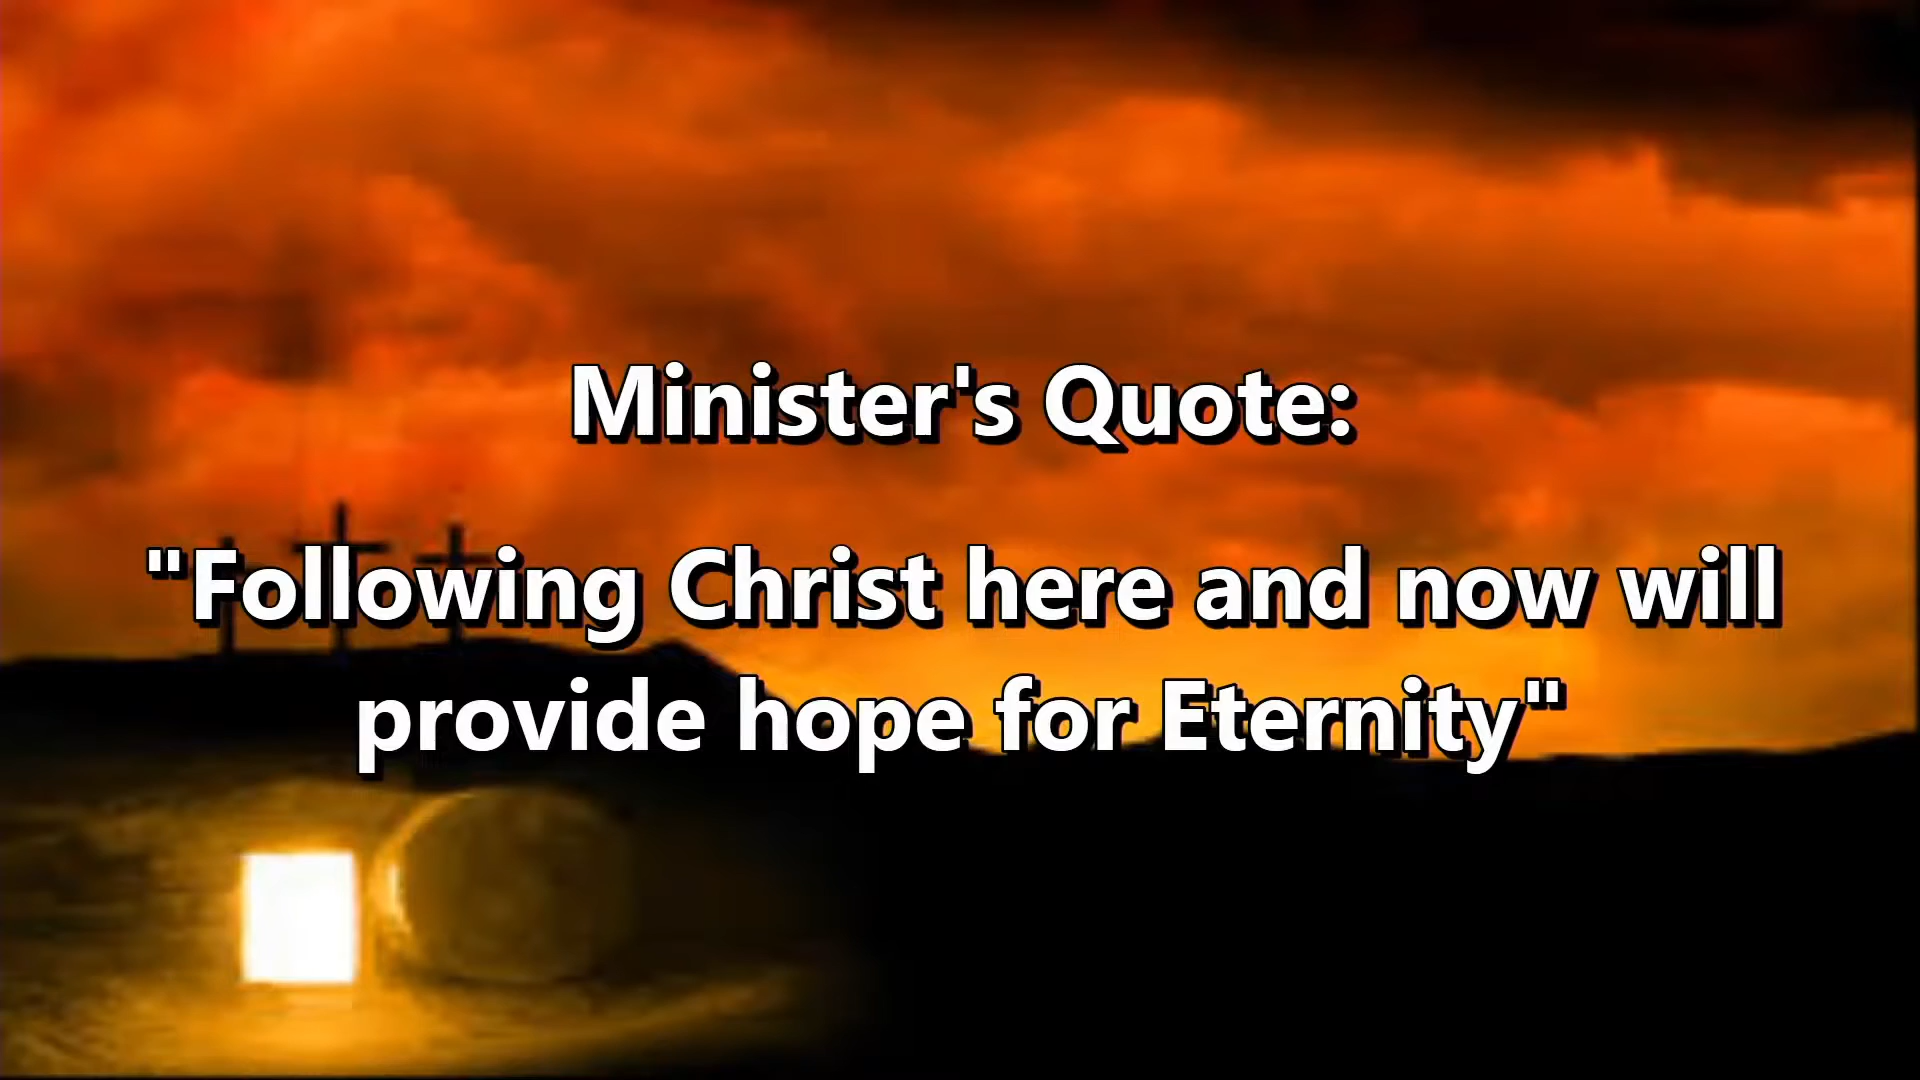 Minister's Quote:
"Following Christ here and now will
provide hope for Eternity"